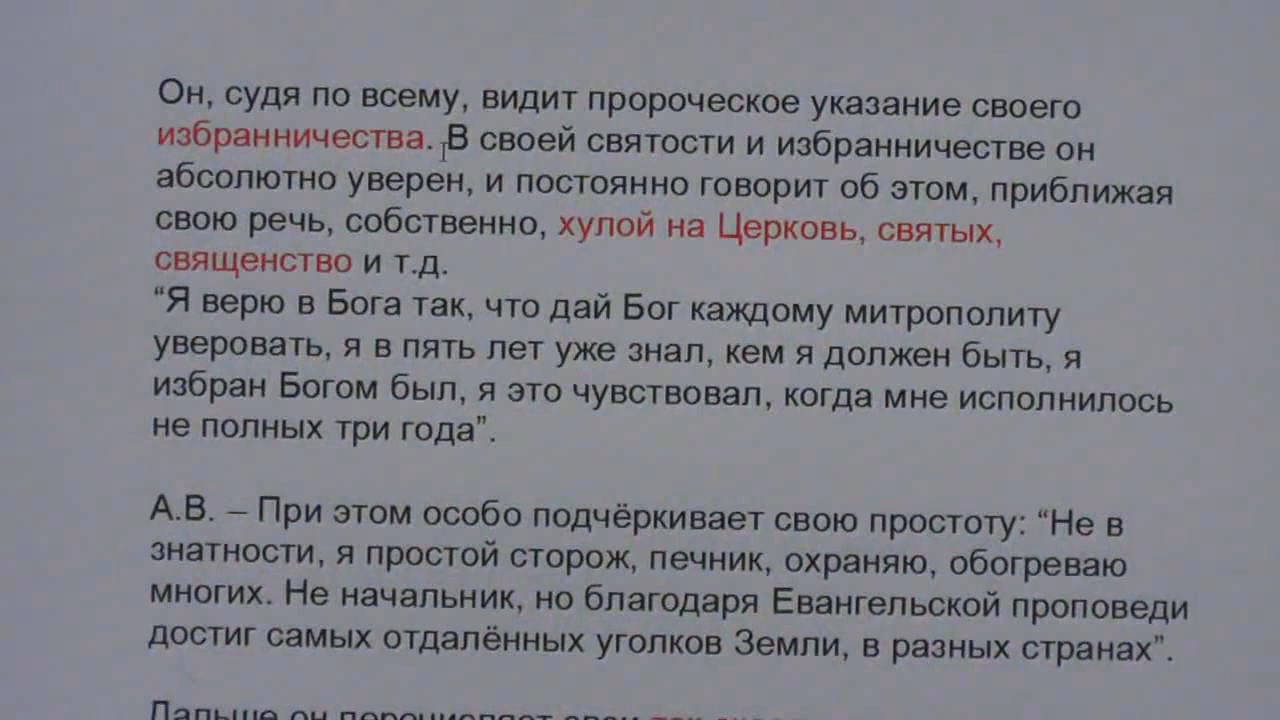 Он, судя по всему, видит пророческое указание своего
избранничества. В своей святости и избранничестве он
абсолютно уверен, и постоянно говорит об этом, приближая
свою речь, собственно, хулой на Церковь, святых,
священство и т.д.
“Я верю в Бога так, что дай Бог каждому митрополиту
уверовать, я в пять лет уже знал, кем я должен быть, я
избран Богом был, я это чувствовал, когда мне исполнилось
не полных три года”.
А.В. – При этом особо подчёркивает свою простоту: “Не в
знатности, я простой сторож, печник, охраняю, обогреваю
многих. Не начальник, но благодаря Евангельской проповеди
достиг самых отдалённых уголков Земли, в разных странах”.
Дальше он перечисляет свои